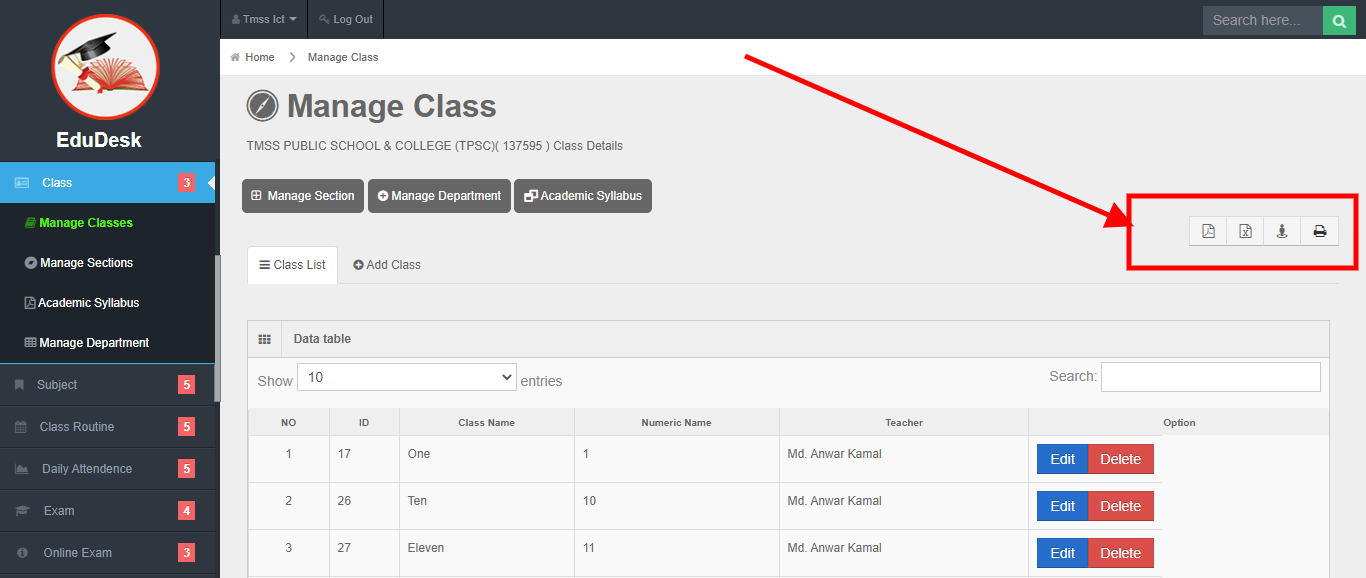 Tmss Ict
Log Out
Search here...
Home
Manage Class
EduDesk
Class 3
Manage Classes
Manage Sections
Academic Syllabus
Manage Department
Subject 5
Class Routine 5
Daily Attendence 5
Exam 4
Online Exam 3
Manage Class
TMSS PUBLIC SCHOOL & COLLEGE (TPSC)( 137595 ) Class Details
Manage Section
Manage Department
Academic Syllabus
Class List
Add Class
Data table
Show 10 entries
Search:
NO ID Class Name Numeric Name Teacher Option
1 17 One 1 Md. Anwar Kamal Edit Delete
2 26 Ten 10 Md. Anwar Kamal Edit Delete
3 27 Eleven 11 Md. Anwar Kamal Edit Delete